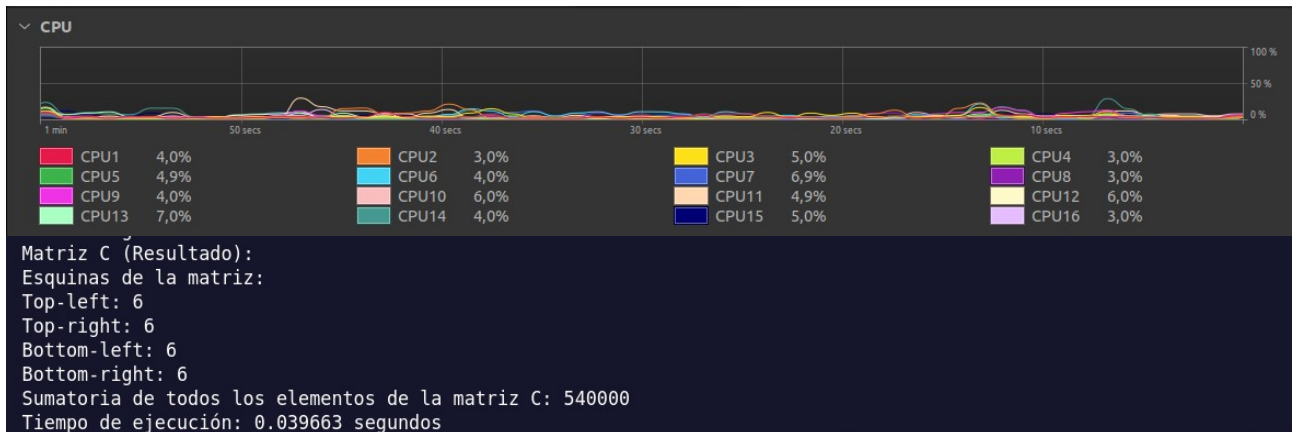 CPU
100 %
50 %
0 %
1 min 50 secs 40 secs 30 secs 20 secs 10 secs
CPU1 4,0% CPU2 3,0% CPU3 5,0% CPU4 3,0%
CPU5 4,9% CPU6 4,0% CPU7 6,9% CPU8 3,0%
CPU9 4,0% CPU10 6,0% CPU11 4,9% CPU12 6,0%
CPU13 7,0% CPU14 4,0% CPU15 5,0% CPU16 3,0%
Matriz C (Resultado):
Esquinas de la matriz:
Top-left: 6
Top-right: 6
Bottom-left: 6
Bottom-right: 6
Sumatoria de todos los elementos de la matriz C: 540000
Tiempo de ejecución: 0.039663 segundos